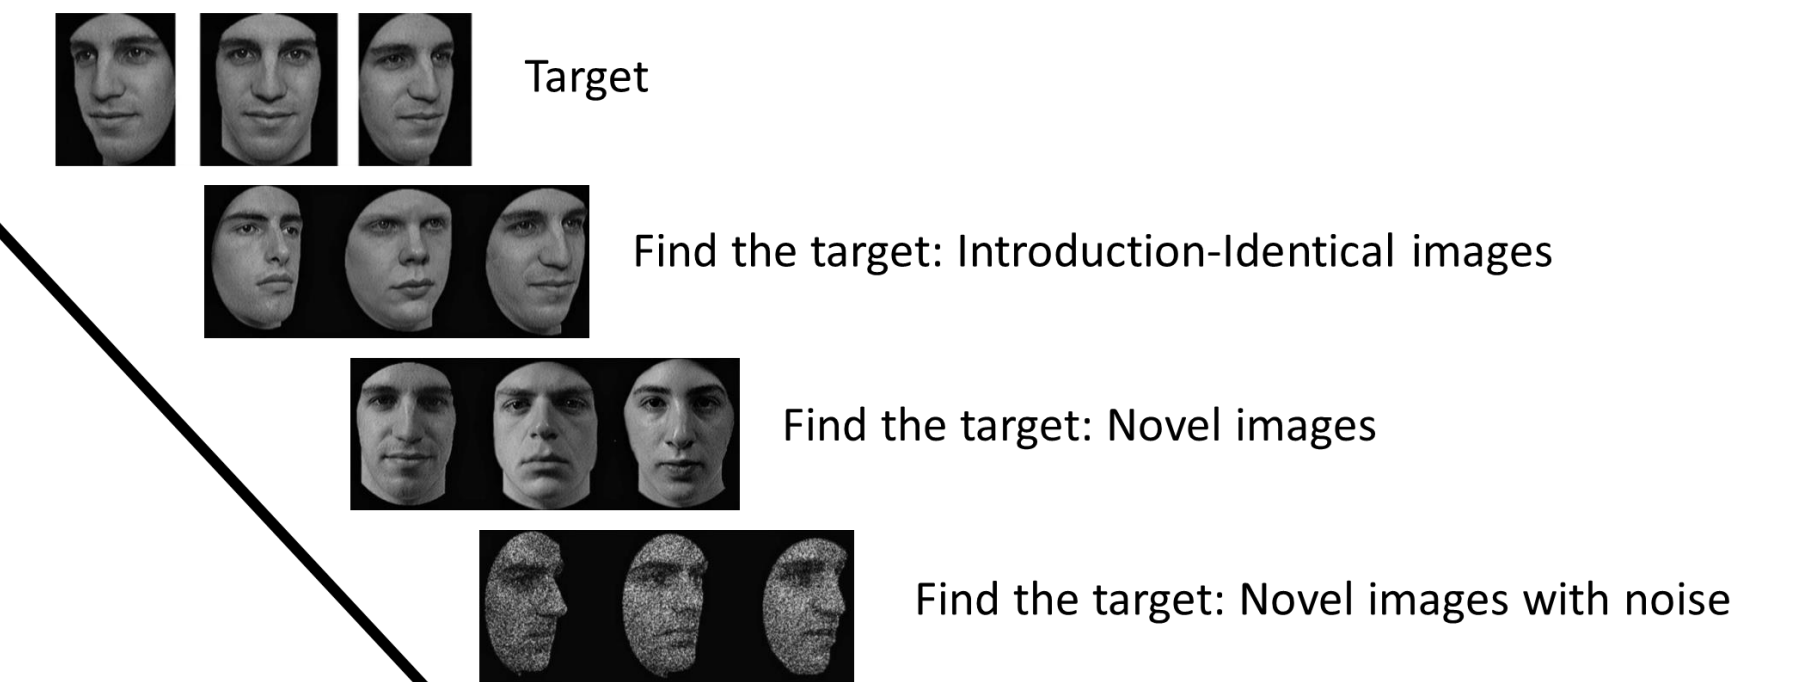 Target
Find the target: Introduction-Identical images
Find the target: Novel images
Find the target: Novel images with noise